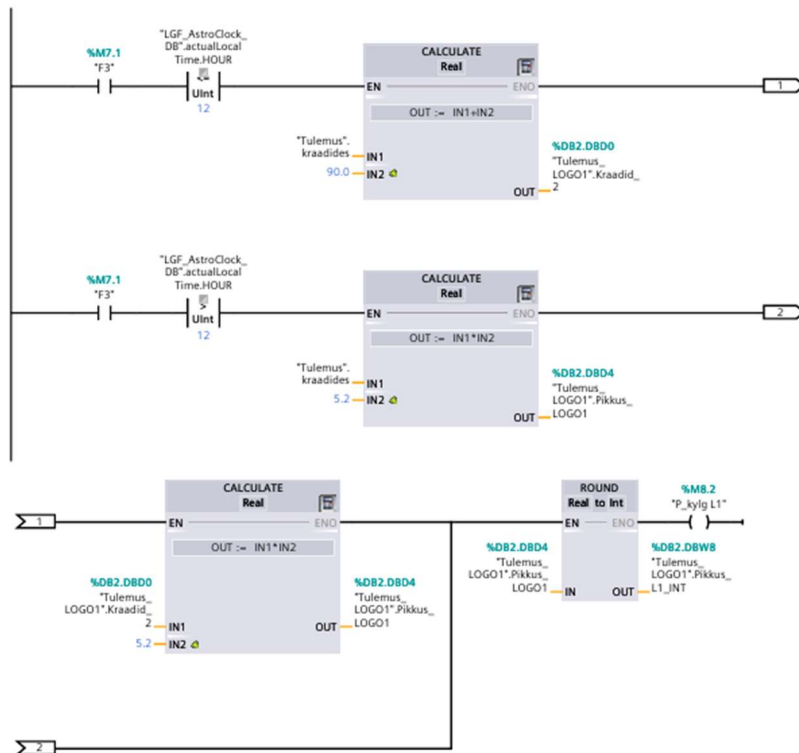 "LGF_AstroClock_
DB".actualLocal
Time.HOUR
%M7.1
"F3"
<=
UInt
12
CALCULATE
Real
EN
ENO
OUT := IN1+IN2
"Tulemus".
kraadides
IN1
90.0
IN2
%DB2.DBD0
"Tulemus_
LOGO1".Kraadid_
2
OUT
1
"LGF_AstroClock_
DB".actualLocal
Time.HOUR
%M7.1
"F3"
>
UInt
12
CALCULATE
Real
EN
ENO
OUT := IN1*IN2
"Tulemus".
kraadides
IN1
5.2
IN2
%DB2.DBD4
"Tulemus_
LOGO1".Pikkus_
LOGO1
OUT
2
1
CALCULATE
Real
EN
ENO
OUT := IN1*IN2
%DB2.DBD0
"Tulemus_
LOGO1".Kraadid_
2
IN1
5.2
IN2
%DB2.DBD4
"Tulemus_
LOGO1".Pikkus_
LOGO1
OUT
ROUND
Real to Int
EN
ENO
%DB2.DBD4
"Tulemus_
LOGO1".Pikkus_
LOGO1
IN
OUT
%M8.2
"P_kylg L1"
%DB2.DBW8
"Tulemus_
LOGO1".Pikkus_
L1_INT
2